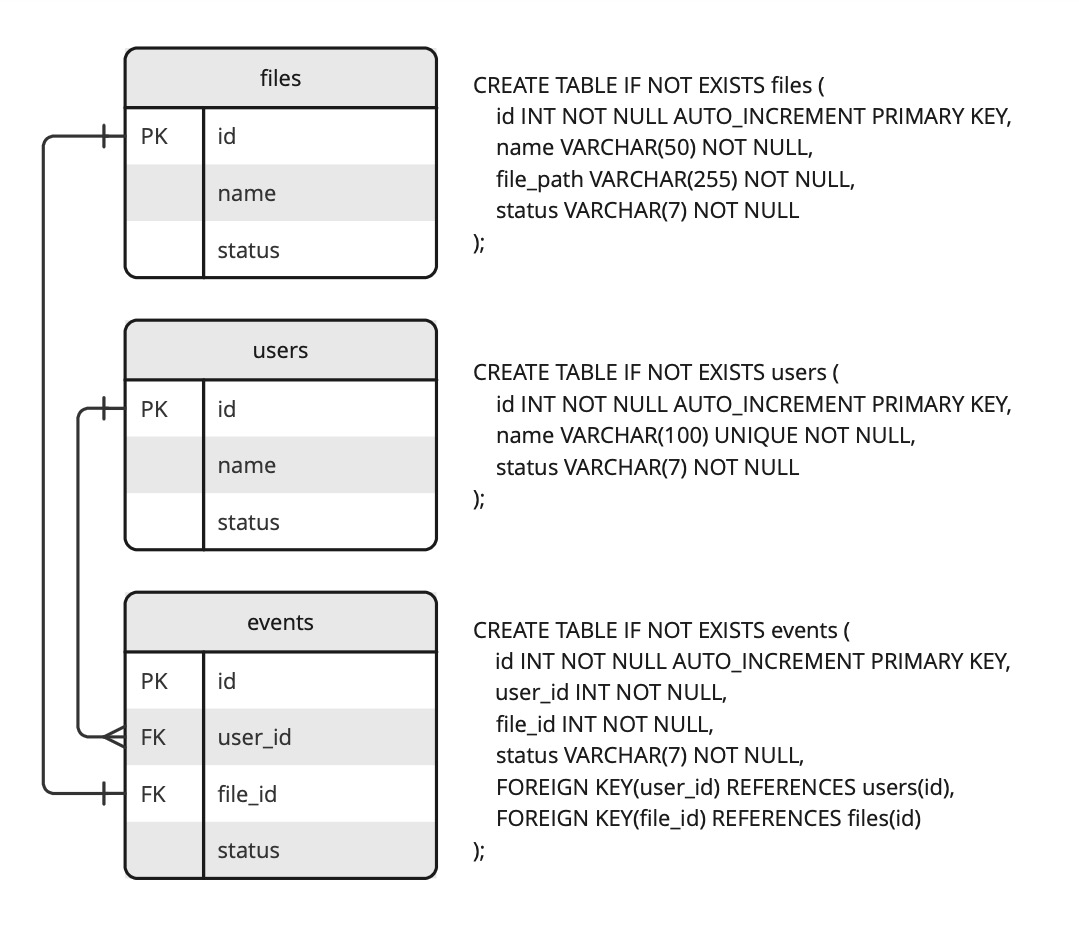 files
PK id
name
status
CREATE TABLE IF NOT EXISTS files (
id INT NOT NULL AUTO_INCREMENT PRIMARY KEY,
name VARCHAR(50) NOT NULL,
file_path VARCHAR(255) NOT NULL,
status VARCHAR(7) NOT NULL
);
users
PK id
name
status
CREATE TABLE IF NOT EXISTS users (
id INT NOT NULL AUTO_INCREMENT PRIMARY KEY,
name VARCHAR(100) UNIQUE NOT NULL,
status VARCHAR(7) NOT NULL
);
events
PK id
FK user_id
FK file_id
status
CREATE TABLE IF NOT EXISTS events (
id INT NOT NULL AUTO_INCREMENT PRIMARY KEY,
user_id INT NOT NULL,
file_id INT NOT NULL,
status VARCHAR(7) NOT NULL,
FOREIGN KEY(user_id) REFERENCES users(id),
FOREIGN KEY(file_id) REFERENCES files(id)
);